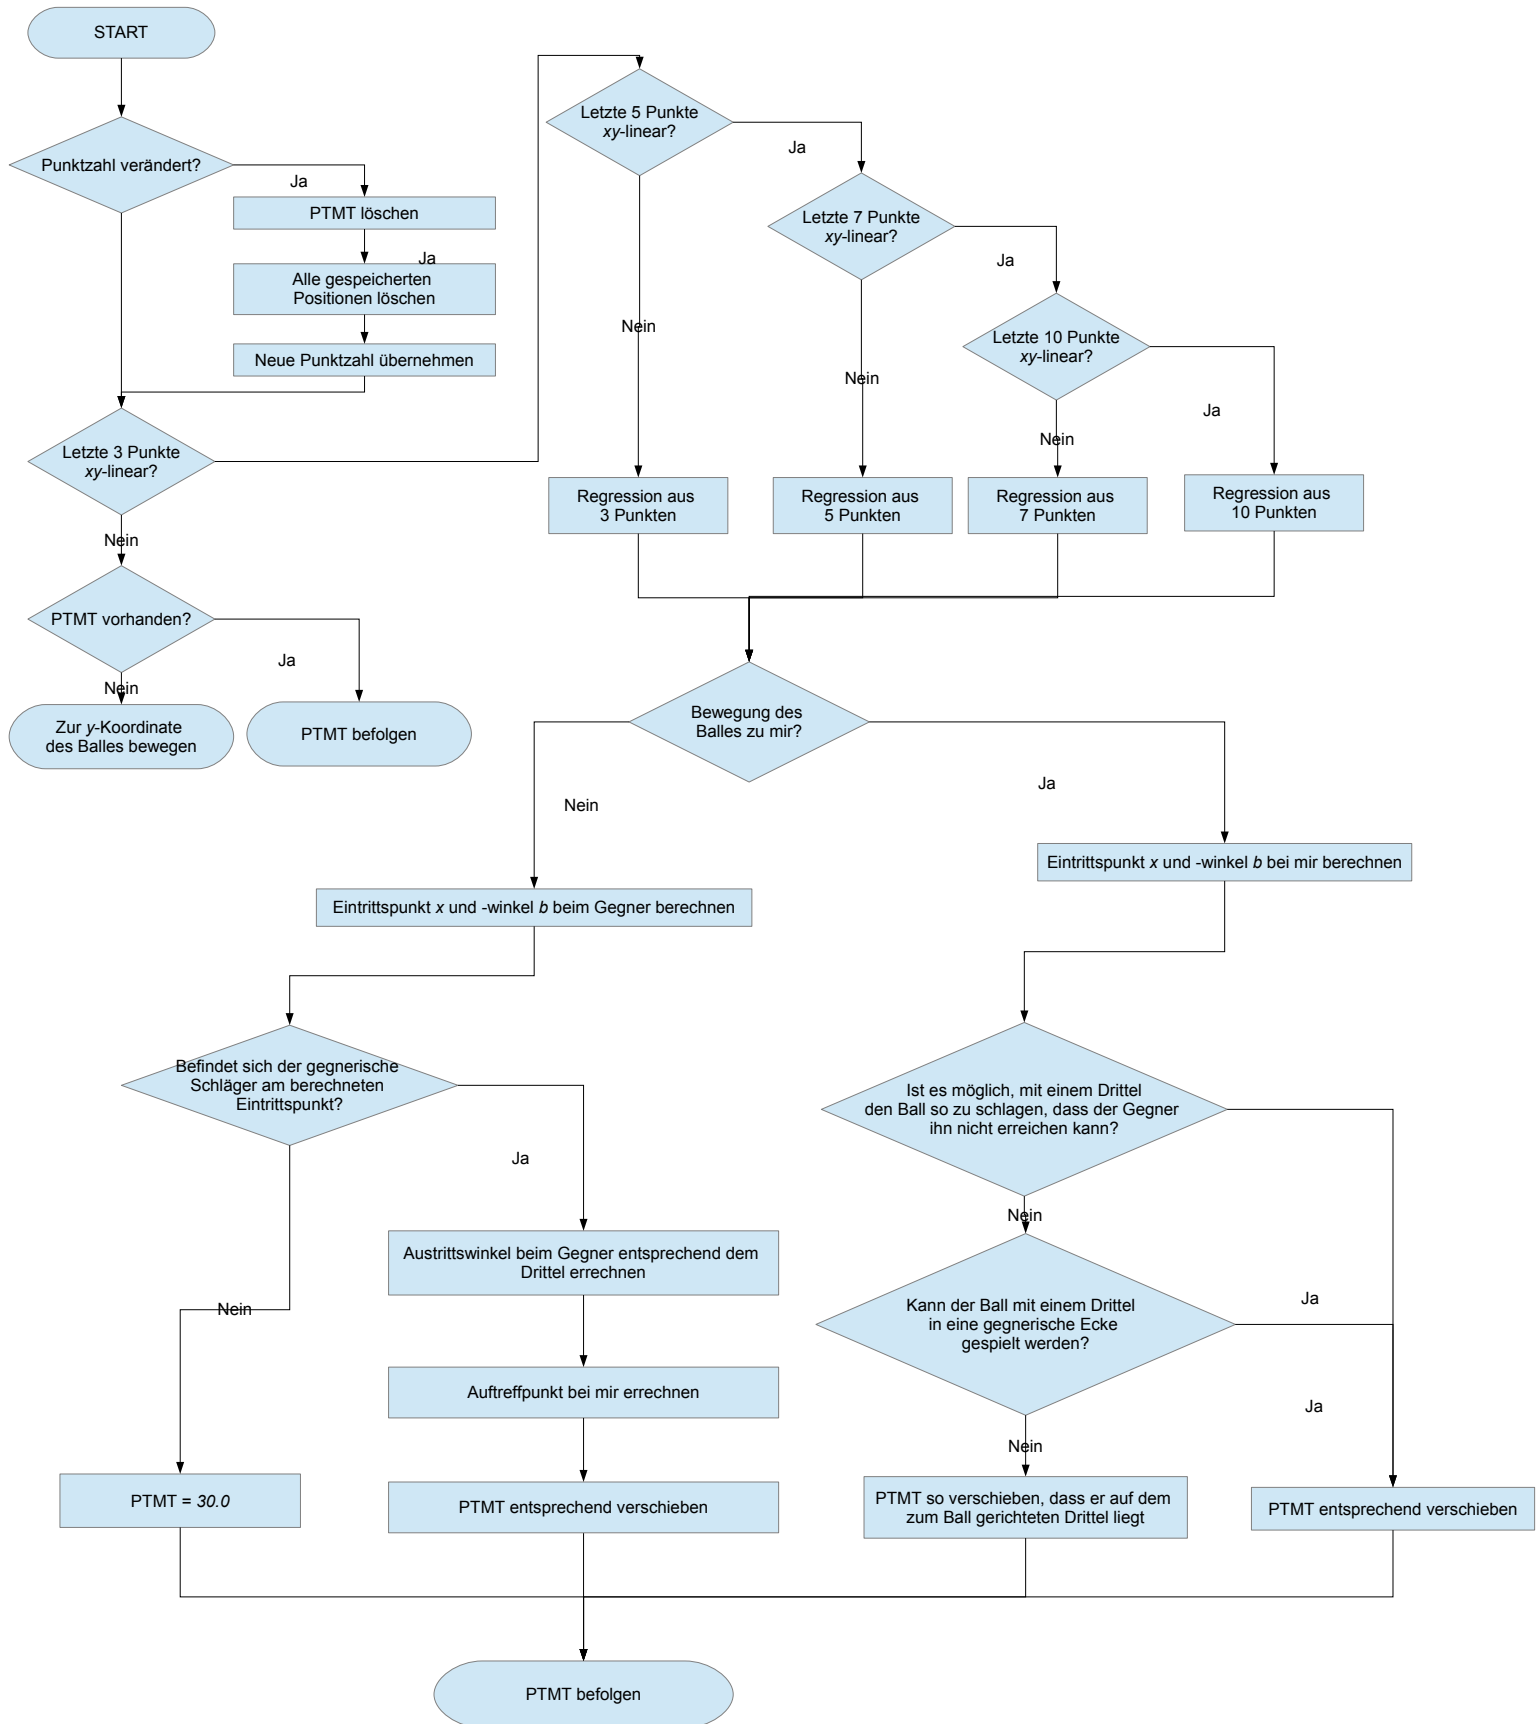 START
Punktzahl verändert?
Ja
PTMT löschen
Ja
Alle gespeicherten
Positionen löschen
Neue Punktzahl übernehmen
Letzte 3 Punkte
xy-linear?
Nein
PTMT vorhanden?
Ja
Nein
Zur y-Koordinate
des Balles bewegen
PTMT befolgen
Letzte 5 Punkte
xy-linear?
Ja
Nein
Letzte 7 Punkte
xy-linear?
Ja
Nein
Letzte 10 Punkte
xy-linear?
Ja
Nein
Regression aus
3 Punkten
Regression aus
5 Punkten
Regression aus
7 Punkten
Regression aus
10 Punkten
Bewegung des
Balles zu mir?
Nein
Ja
Eintrittspunkt x und -winkel b beim Gegner berechnen
Eintrittspunkt x und -winkel b bei mir berechnen
Befindet sich der gegnerische
Schläger am berechneten
Eintrittspunkt?
Ja
Nein
Austrittswinkel beim Gegner entsprechend dem
Drittel errechnen
Auftreffpunkt bei mir errechnen
PTMT = 30.0
PTMT entsprechend verschieben
Ist es möglich, mit einem Drittel
den Ball so zu schlagen, dass der Gegner
ihn nicht erreichen kann?
Nein
Ja
Kann der Ball mit einem Drittel
in eine gegnerische Ecke
gespielt werden?
Ja
Nein
PTMT so verschieben, dass er auf dem
zum Ball gerichteten Drittel liegt
PTMT entsprechend verschieben
PTMT befolgen